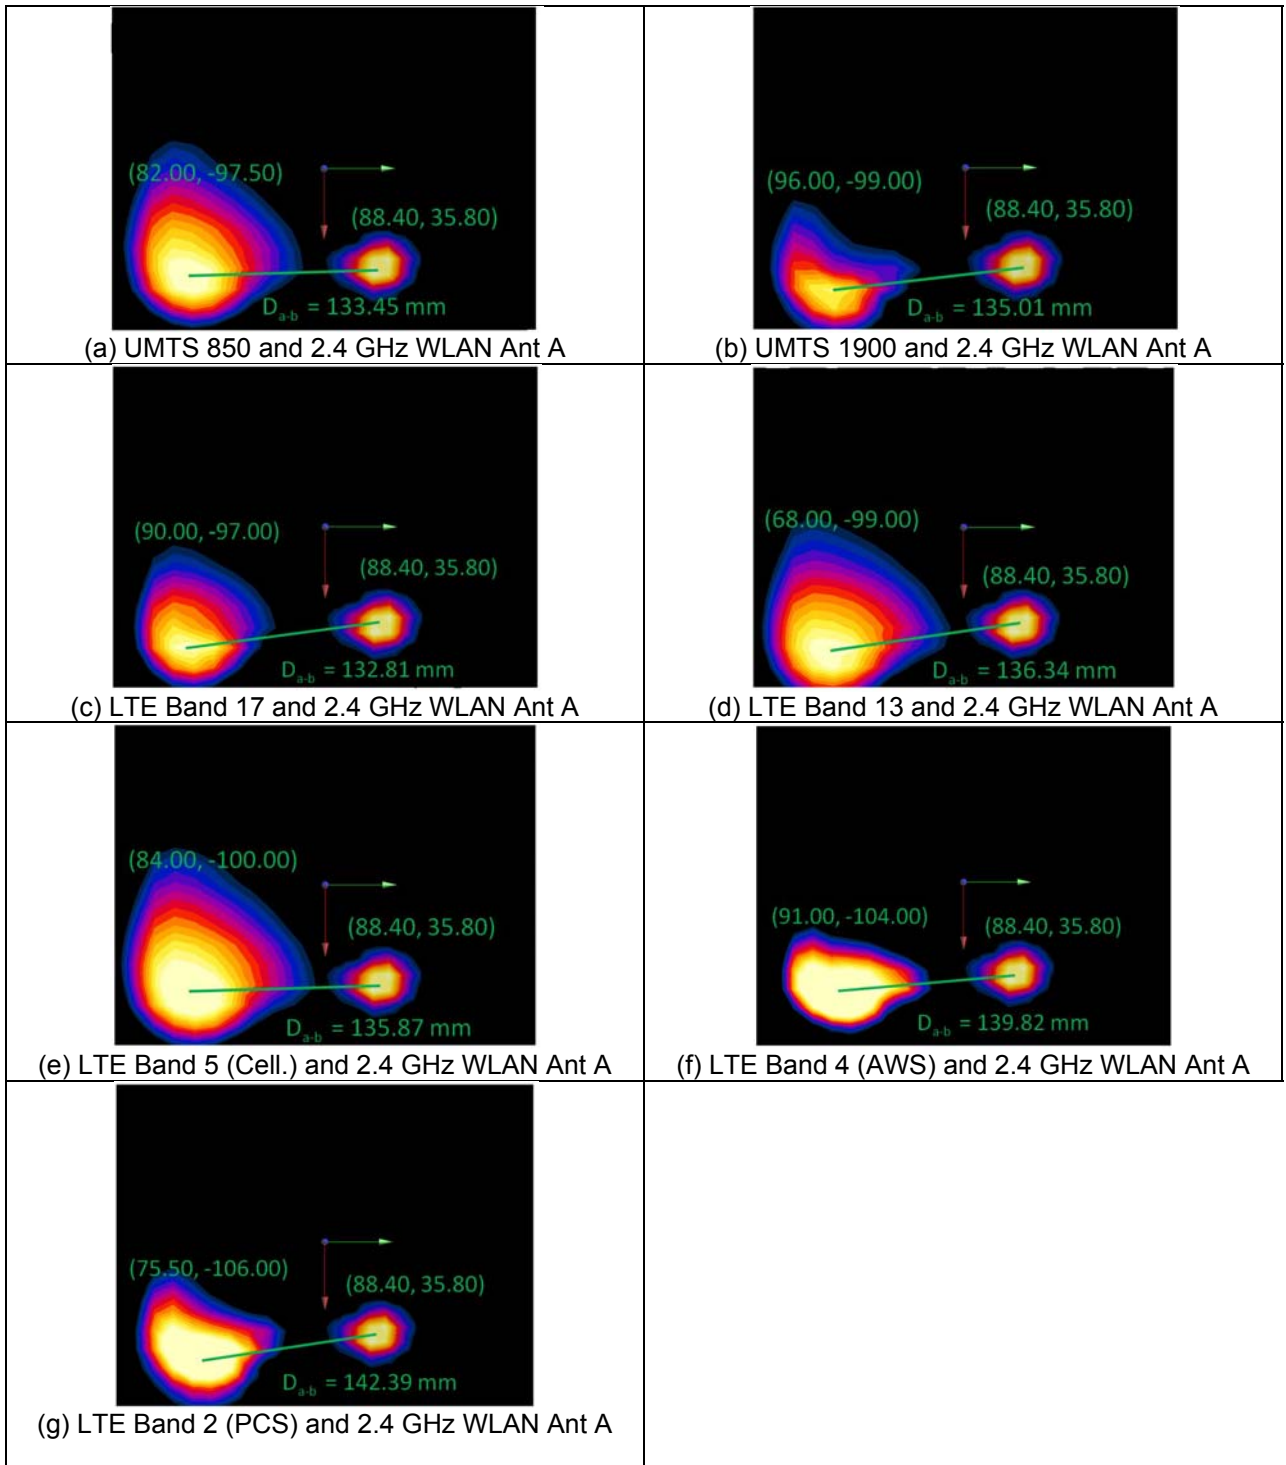 (82.00, -97.50)
(88.40, 35.80)
Da-b = 133.45 mm
(a) UMTS 850 and 2.4 GHz WLAN Ant A
(96.00, -99.00)
(88.40, 35.80)
Da-b = 135.01 mm
(b) UMTS 1900 and 2.4 GHz WLAN Ant A
(90.00, -97.00)
(88.40, 35.80)
Da-b = 132.81 mm
(c) LTE Band 17 and 2.4 GHz WLAN Ant A
(68.00, -99.00)
(88.40, 35.80)
Da-b = 136.34 mm
(d) LTE Band 13 and 2.4 GHz WLAN Ant A
(84.00, -100.00)
(88.40, 35.80)
Da-b = 135.87 mm
(e) LTE Band 5 (Cell.) and 2.4 GHz WLAN Ant A
(91.00, -104.00)
(88.40, 35.80)
Da-b = 139.82 mm
(f) LTE Band 4 (AWS) and 2.4 GHz WLAN Ant A
(75.50, -106.00)
(88.40, 35.80)
Da-b = 142.39 mm
(g) LTE Band 2 (PCS) and 2.4 GHz WLAN Ant A